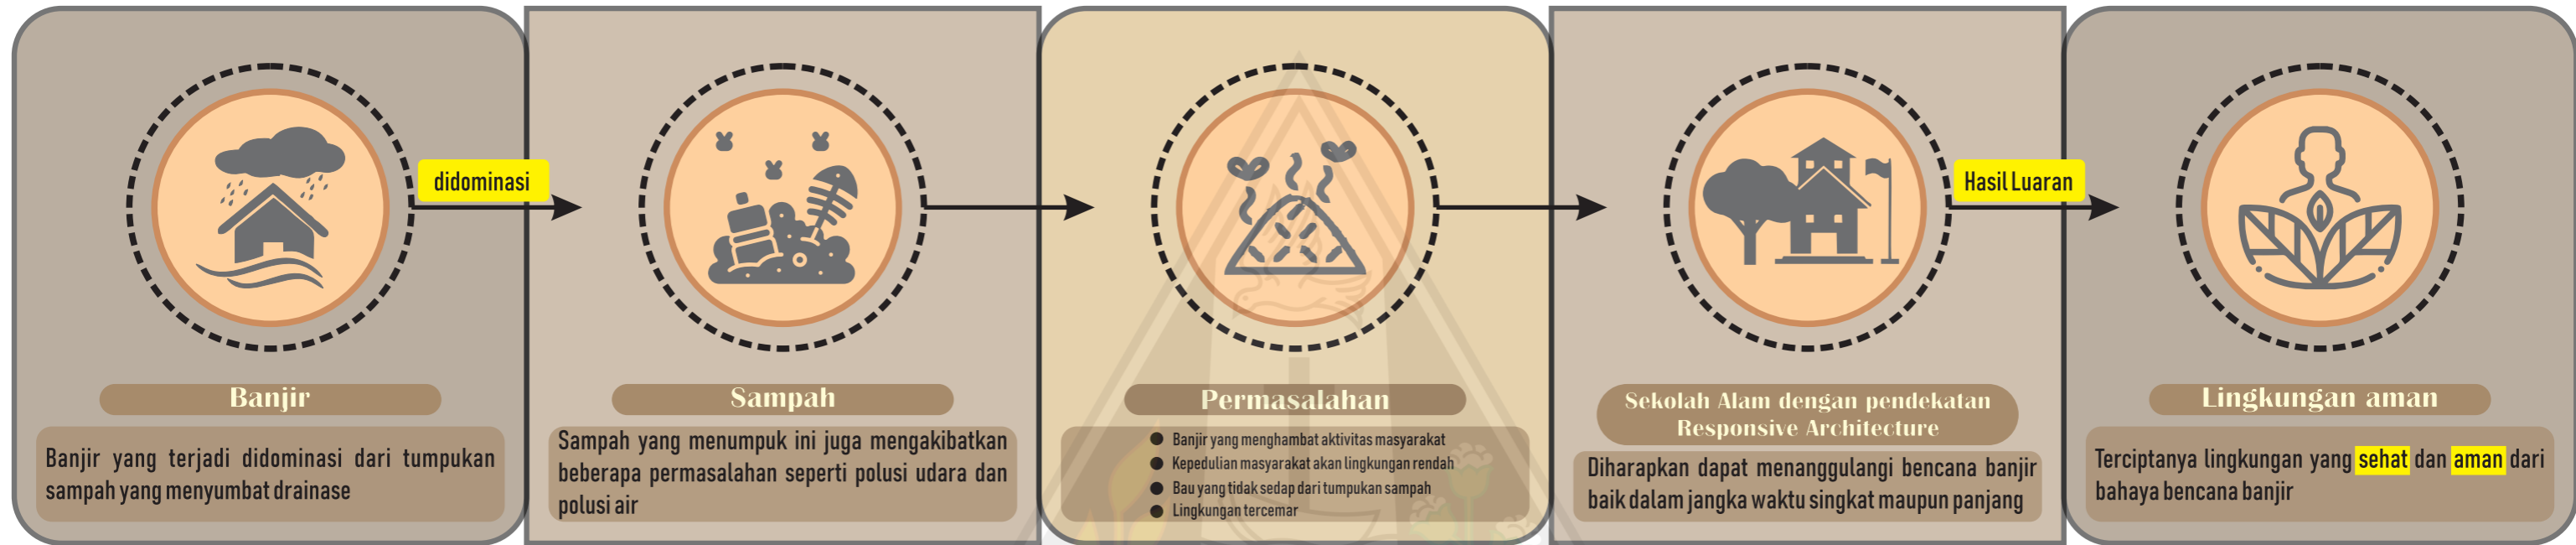 didominasi
Hasil Luaran
Banjir
Banjir yang terjadi didominasi dari tumpukan
sampah yang menyumbat drainase
Sampah
Sampah yang menumpuk ini juga mengakibatkan
beberapa permasalahan seperti polusi udara dan
polusi air
Permasalahan
● Banjir yang menghambat aktivitas masyarakat
● Kepedulian masyarakat akan lingkungan rendah
● Bau yang tidak sedap dari tumpukan sampah
● Lingkungan tercemar
Sekolah Alam dengan pendekatan
Responsive Architecture
Diharapkan dapat menanggulangi bencana banjir
baik dalam jangka waktu singkat maupun panjang
Lingkungan aman
Terciptanya lingkungan yang sehat dan aman dari
bahaya bencana banjir